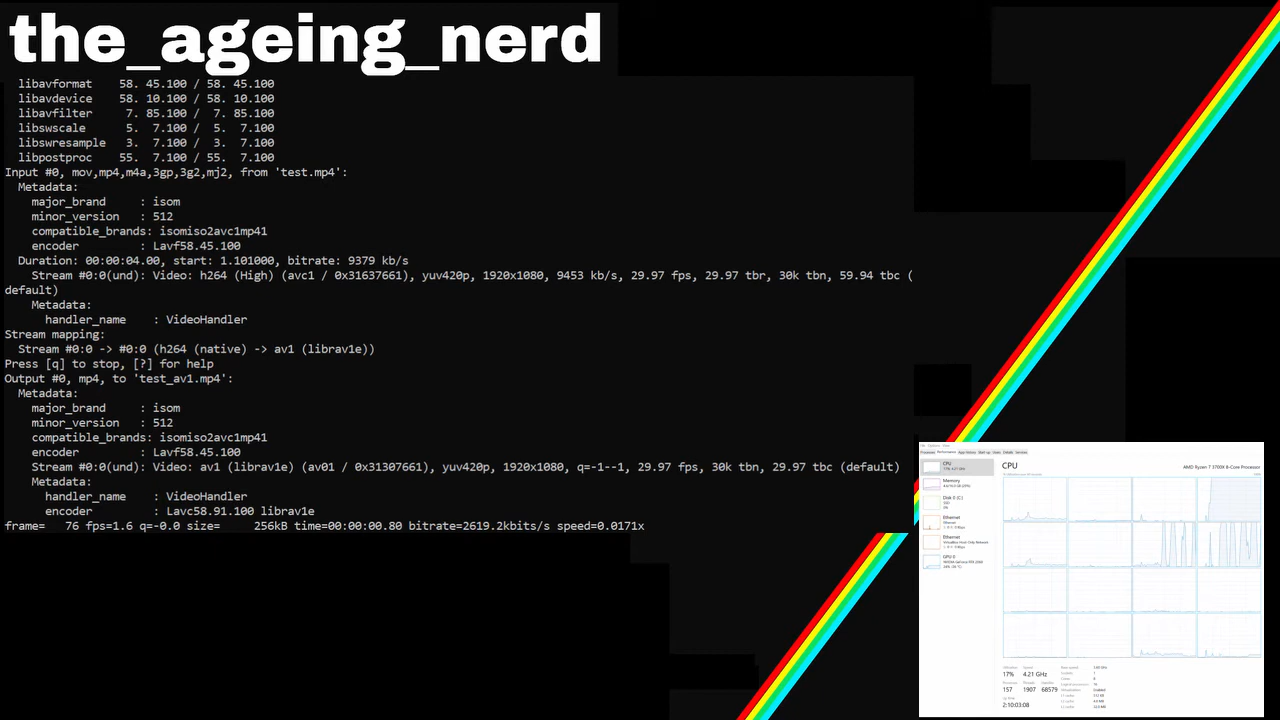 the_ageing_nerd
libavformat 58. 45.100 / 58. 45.100
libavdevice 58. 10.100 / 58. 10.100
libavfilter 7. 85.100 / 7. 85.100
libswscale 5. 7.100 / 5. 7.100
libswresample 3. 7.100 / 3. 7.100
libpostproc 55. 7.100 / 55. 7.100
Input #0, mov,mp4,m4a,3gp,3g2,mj2, from 'test.mp4':
Metadata:
major_brand : isom
minor_version : 512
compatible_brands: isomiso2avc1mp41
encoder : Lavf58.45.100
Duration: 00:00:04.00, start: 1.101000, bitrate: 9379 kb/s
Stream #0:0(und): Video: h264 (High) (avc1 / 0x31637661), yuv420p, 1920x1080, 9453 kb/s, 29.97 fps, 29.97 tbr, 30k tbn, 59.94 tbc (
default)
Metadata:
handler_name : VideoHandler
Stream mapping:
Stream #0:0 -> #0:0 (h264 (native) -> av1 (librav1e))
Press [q] to stop, [?] for help
Output #0, mp4, to 'test_av1.mp4':
Metadata:
major_brand : isom
minor_version : 512
compatible_brands: isomiso2avc1mp41
encoder : Lavf58.45.100
Stream #0:0(und): Video: av1 (librav1e) (av01 / 0x31307661), yuv420p, 1920x1080, q=-1--1, 29.97 fps, 30k tbn, 29.97 tbc (default)
Metadata:
handler_name : VideoHandler
encoder : Lavc58.91.100 librav1e
fps=1.6 time=00:00:00.80 bitrate=2619.2kbits/s speed=0.0171x
CPU
Memory
Disk 0 (C:)
Ethernet
Ethernet
GPU 0
CPU
AMD Ryzen 7 3700X 8-Core Processor
17% 4.21 GHz
157 1907 68579
2:10:03:08